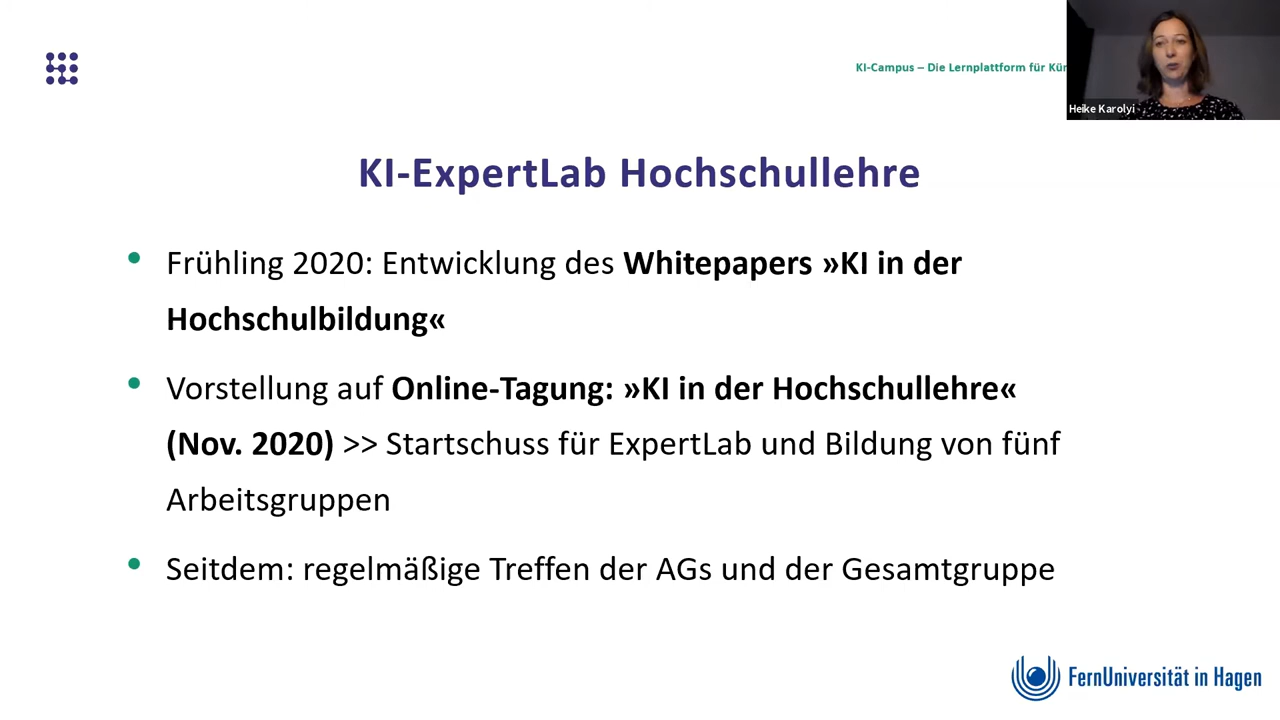 KI-Campus – Die Lernplattform für
Heike Karolyi
KI-ExpertLab Hochschullehre
• Frühling 2020: Entwicklung des Whitepapers »KI in der
Hochschulbildung«
• Vorstellung auf Online-Tagung: »KI in der Hochschullehre«
(Nov. 2020) >> Startschuss für ExpertLab und Bildung von fünf
Arbeitsgruppen
• Seitdem: regelmäßige Treffen der AGs und der Gesamtgruppe
FernUniversität in Hagen